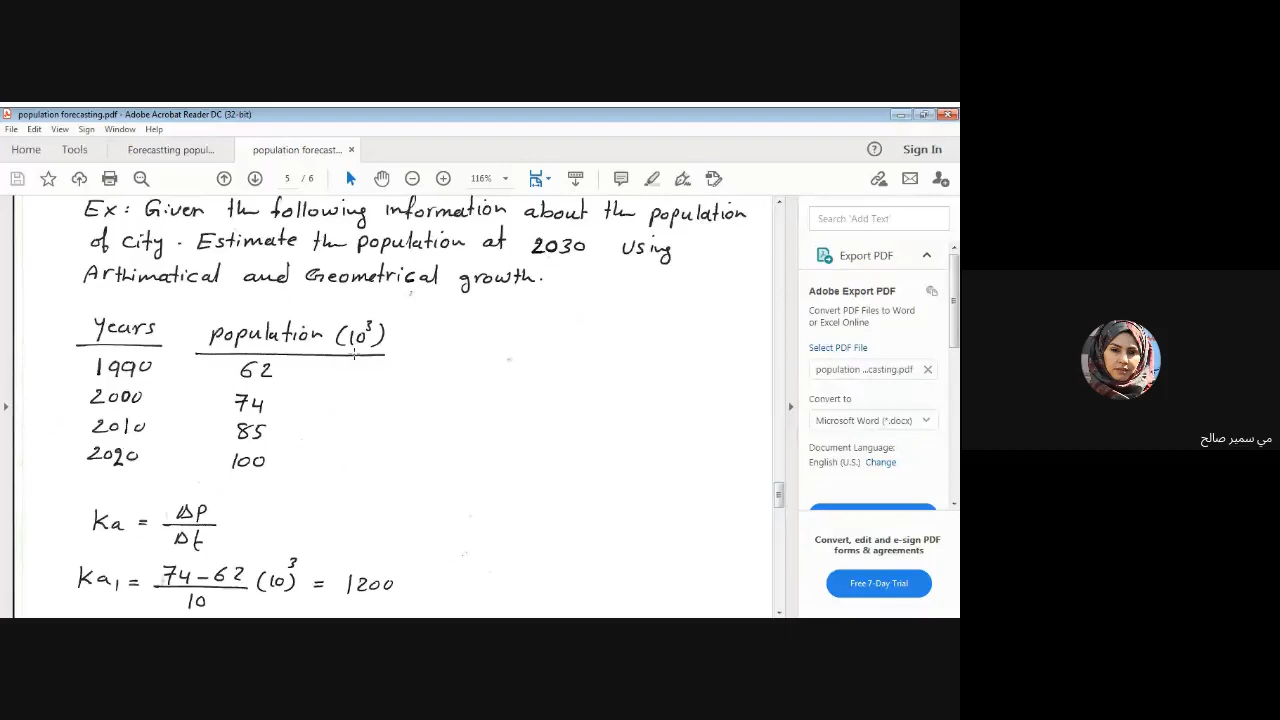 population forecasting.pdf - Adobe Acrobat Reader DC (32-bit)
File Edit View Sign Window Help
Home Tools Forecastting popul... population forecast... × Sign In
5 / 6 116%
Ex: Given the following information about the population
of city. Estimate the population at 2030 using
Arthimatical and Geometrical growth.
Years population (10³)
1990 62
2000 74
2010 85
2020 100
Ka = ΔP / Δt
Ka₁ = 74-62 / 10 (10)³ = 1200
Search 'Add Text'
Export PDF
Adobe Export PDF
Convert PDF Files to Word
or Excel Online
Select PDF File
population ...casting.pdf ×
Convert to
Microsoft Word (*.docx)
Document Language:
English (U.S.) Change
Convert, edit and e-sign PDF
forms & agreements
Free 7-Day Trial
مي سمير صالح